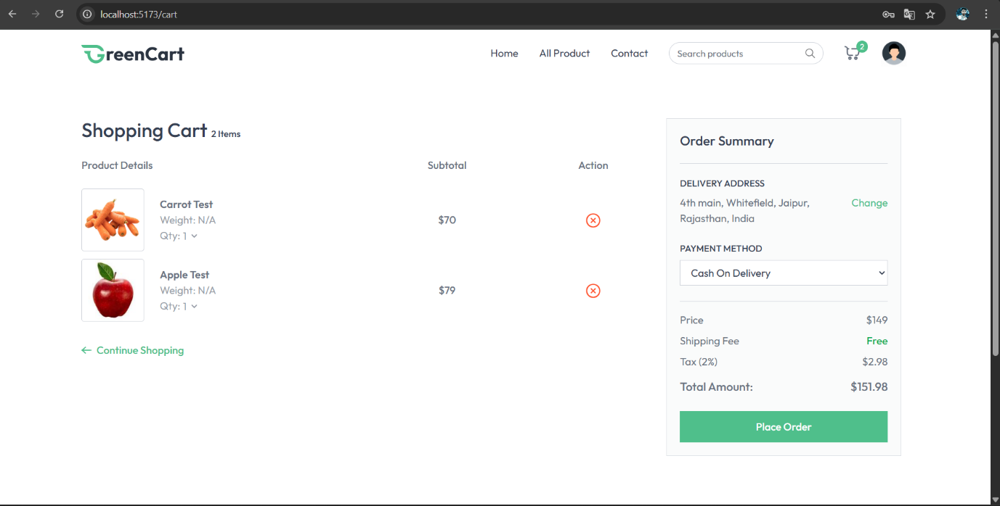 localhost:5173/cart
GreenCart
Home
All Product
Contact
Search products
2
Shopping Cart 2 Items
Product Details
Subtotal
Action
Carrot Test
Weight: N/A
Qty: 1
$70
Apple Test
Weight: N/A
Qty: 1
$79
Continue Shopping
Order Summary
DELIVERY ADDRESS
4th main, Whitefield, Jaipur,
Rajasthan, India
Change
PAYMENT METHOD
Cash On Delivery
Price $149
Shipping Fee Free
Tax (2%) $2.98
Total Amount: $151.98
Place Order